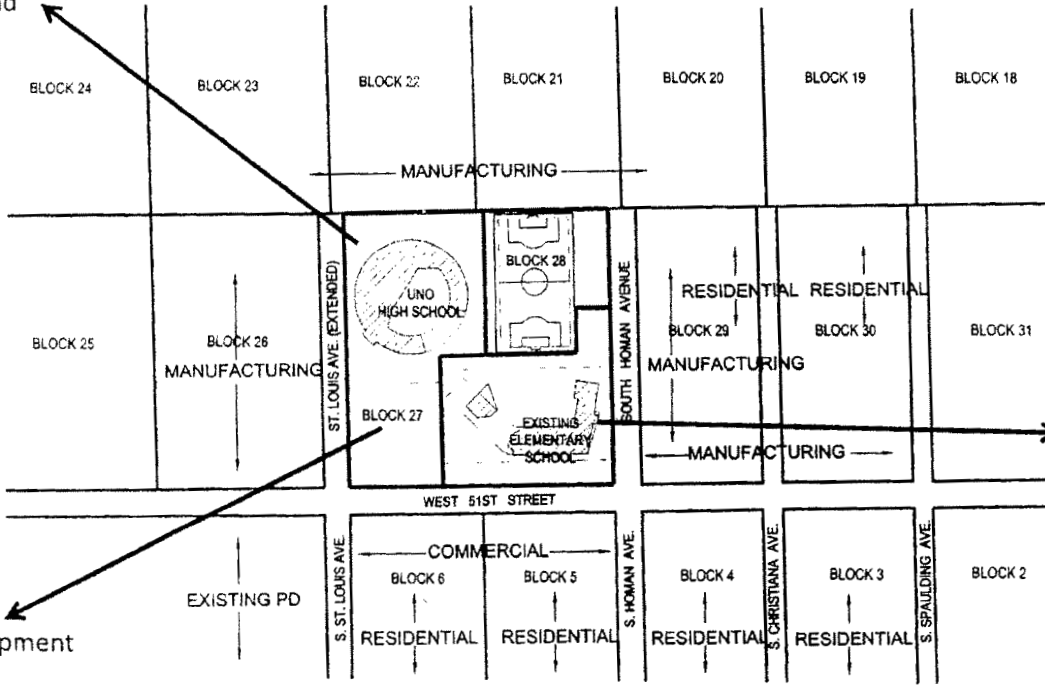 BLOCK 24
BLOCK 23
BLOCK 22
BLOCK 21
BLOCK 20
BLOCK 19
BLOCK 18
MANUFACTURING
ST. LOUIS AVE. (EXTENDED)
UNO
HIGH SCHOOL
BLOCK 28
SOUTH HOMAN AVENUE
RESIDENTIAL
RESIDENTIAL
BLOCK 25
BLOCK 26
MANUFACTURING
BLOCK 29
BLOCK 30
BLOCK 31
MANUFACTURING
BLOCK 27
EXISTING
ELEMENTARY
SCHOOL
MANUFACTURING
WEST 51ST STREET
S. ST. LOUIS AVE.
COMMERCIAL
S. HOMAN AVE.
S. CHRISTIANA AVE.
S. SPAULDING AVE.
EXISTING PD
BLOCK 6
BLOCK 5
BLOCK 4
BLOCK 3
BLOCK 2
RESIDENTIAL
RESIDENTIAL
RESIDENTIAL
RESIDENTIAL
pment